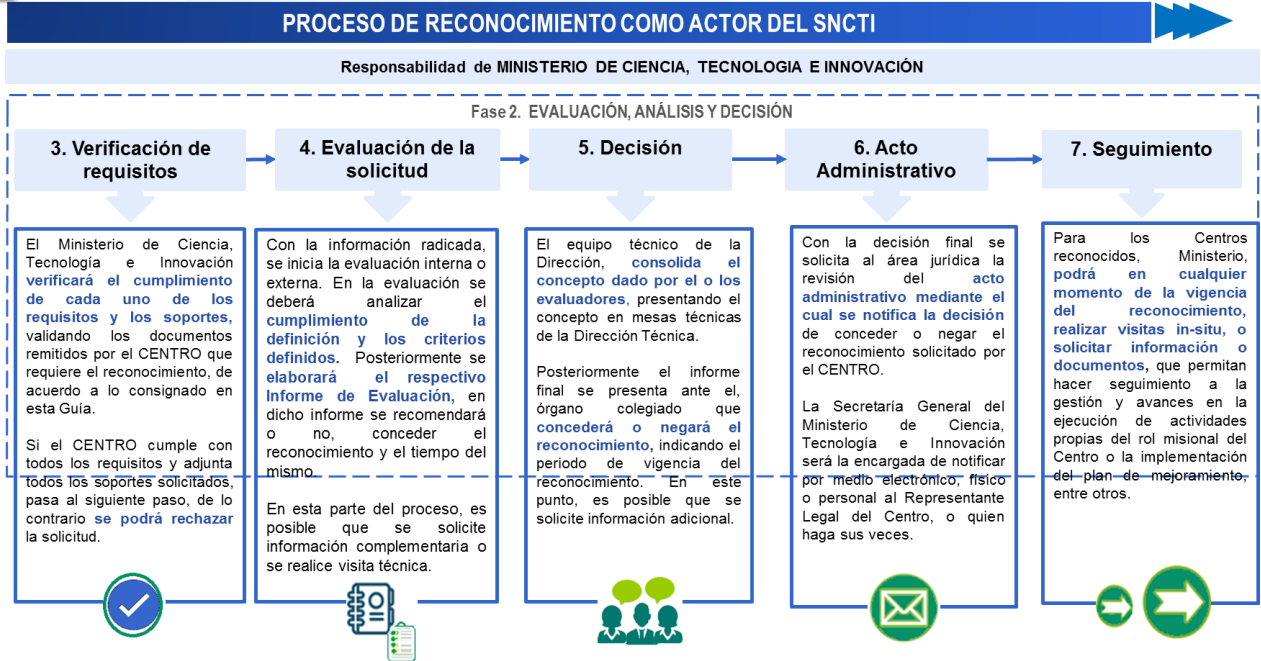 PROCESO DE RECONOCIMIENTO COMO ACTOR DEL SNCTI
Responsabilidad de MINISTERIO DE CIENCIA, TECNOLOGIA E INNOVACIÓN
Fase 2. EVALUACIÓN, ANÁLISIS Y DECISIÓN
3. Verificación de
requisitos
El Ministerio de Ciencia,
Tecnología e Innovación
verificará el cumplimiento
de cada uno de los
requisitos y los soportes,
validando los documentos
remitidos por el CENTRO que
requiere el reconocimiento, de
acuerdo a lo consignado en
esta Guía.
Si el CENTRO cumple con
todos los requisitos y adjunta
todos los soportes solicitados,
pasa al siguiente paso, de lo
contrario se podrá rechazar
la solicitud.
4. Evaluación de la
solicitud
Con la información radicada,
se inicia la evaluación interna o
externa. En la evaluación se
deberá analizar el
cumplimiento de la
definición y los criterios
definidos. Posteriormente se
elaborará el respectivo
Informe de Evaluación, en
dicho informe se recomendará
o no, conceder el
reconocimiento y el tiempo del
mismo.
En esta parte del proceso, es
posible que se solicite
información complementaria o
se realice visita técnica.
5. Decisión
El equipo técnico de la
Dirección, consolida el
concepto dado por el o los
evaluadores, presentando el
concepto en mesas técnicas
de la Dirección Técnica.
Posteriormente el informe
final se presenta ante el,
órgano colegiado que
concederá o negará el
reconocimiento, indicando el
periodo de vigencia del
reconocimiento. En este
punto, es posible que se
solicite información adicional.
6. Acto
Administrativo
Con la decisión final se
solicita al área jurídica la
revisión del acto
administrativo mediante el
cual se notifica la decisión
de conceder o negar el
reconocimiento solicitado por
el CENTRO.
La Secretaría General del
Ministerio de Ciencia,
Tecnología e Innovación
será la encargada de notificar
por medio electrónico, físico
o personal al Representante
Legal del Centro, o quien
haga sus veces.
7. Seguimiento
Para los Centros
reconocidos, Ministerio,
podrá en cualquier
momento de la vigencia
del reconocimiento,
realizar visitas in-situ, o
solicitar información o
documentos, que permitan
hacer seguimiento a la
gestión y avances en la
ejecución de actividades
propias del rol misional del
Centro o la implementación
del plan de mejoramiento,
entre otros.